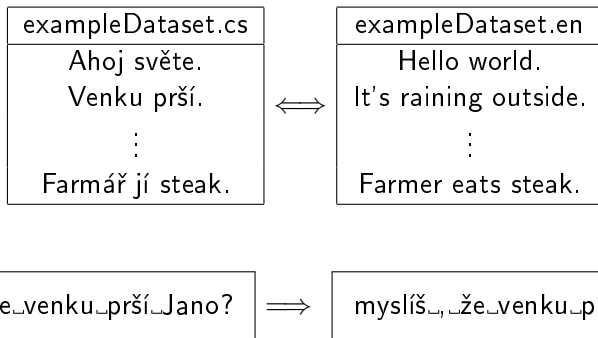 exampleDataset.cs
Ahoj světe.
Venku prší.
⋮
Farmář jí steak.
⟺
exampleDataset.en
Hello world.
It's raining outside.
⋮
Farmer eats steak.
e␣venku␣prší␣Jano?
⟹
myslíš␣,␣že␣venku␣p